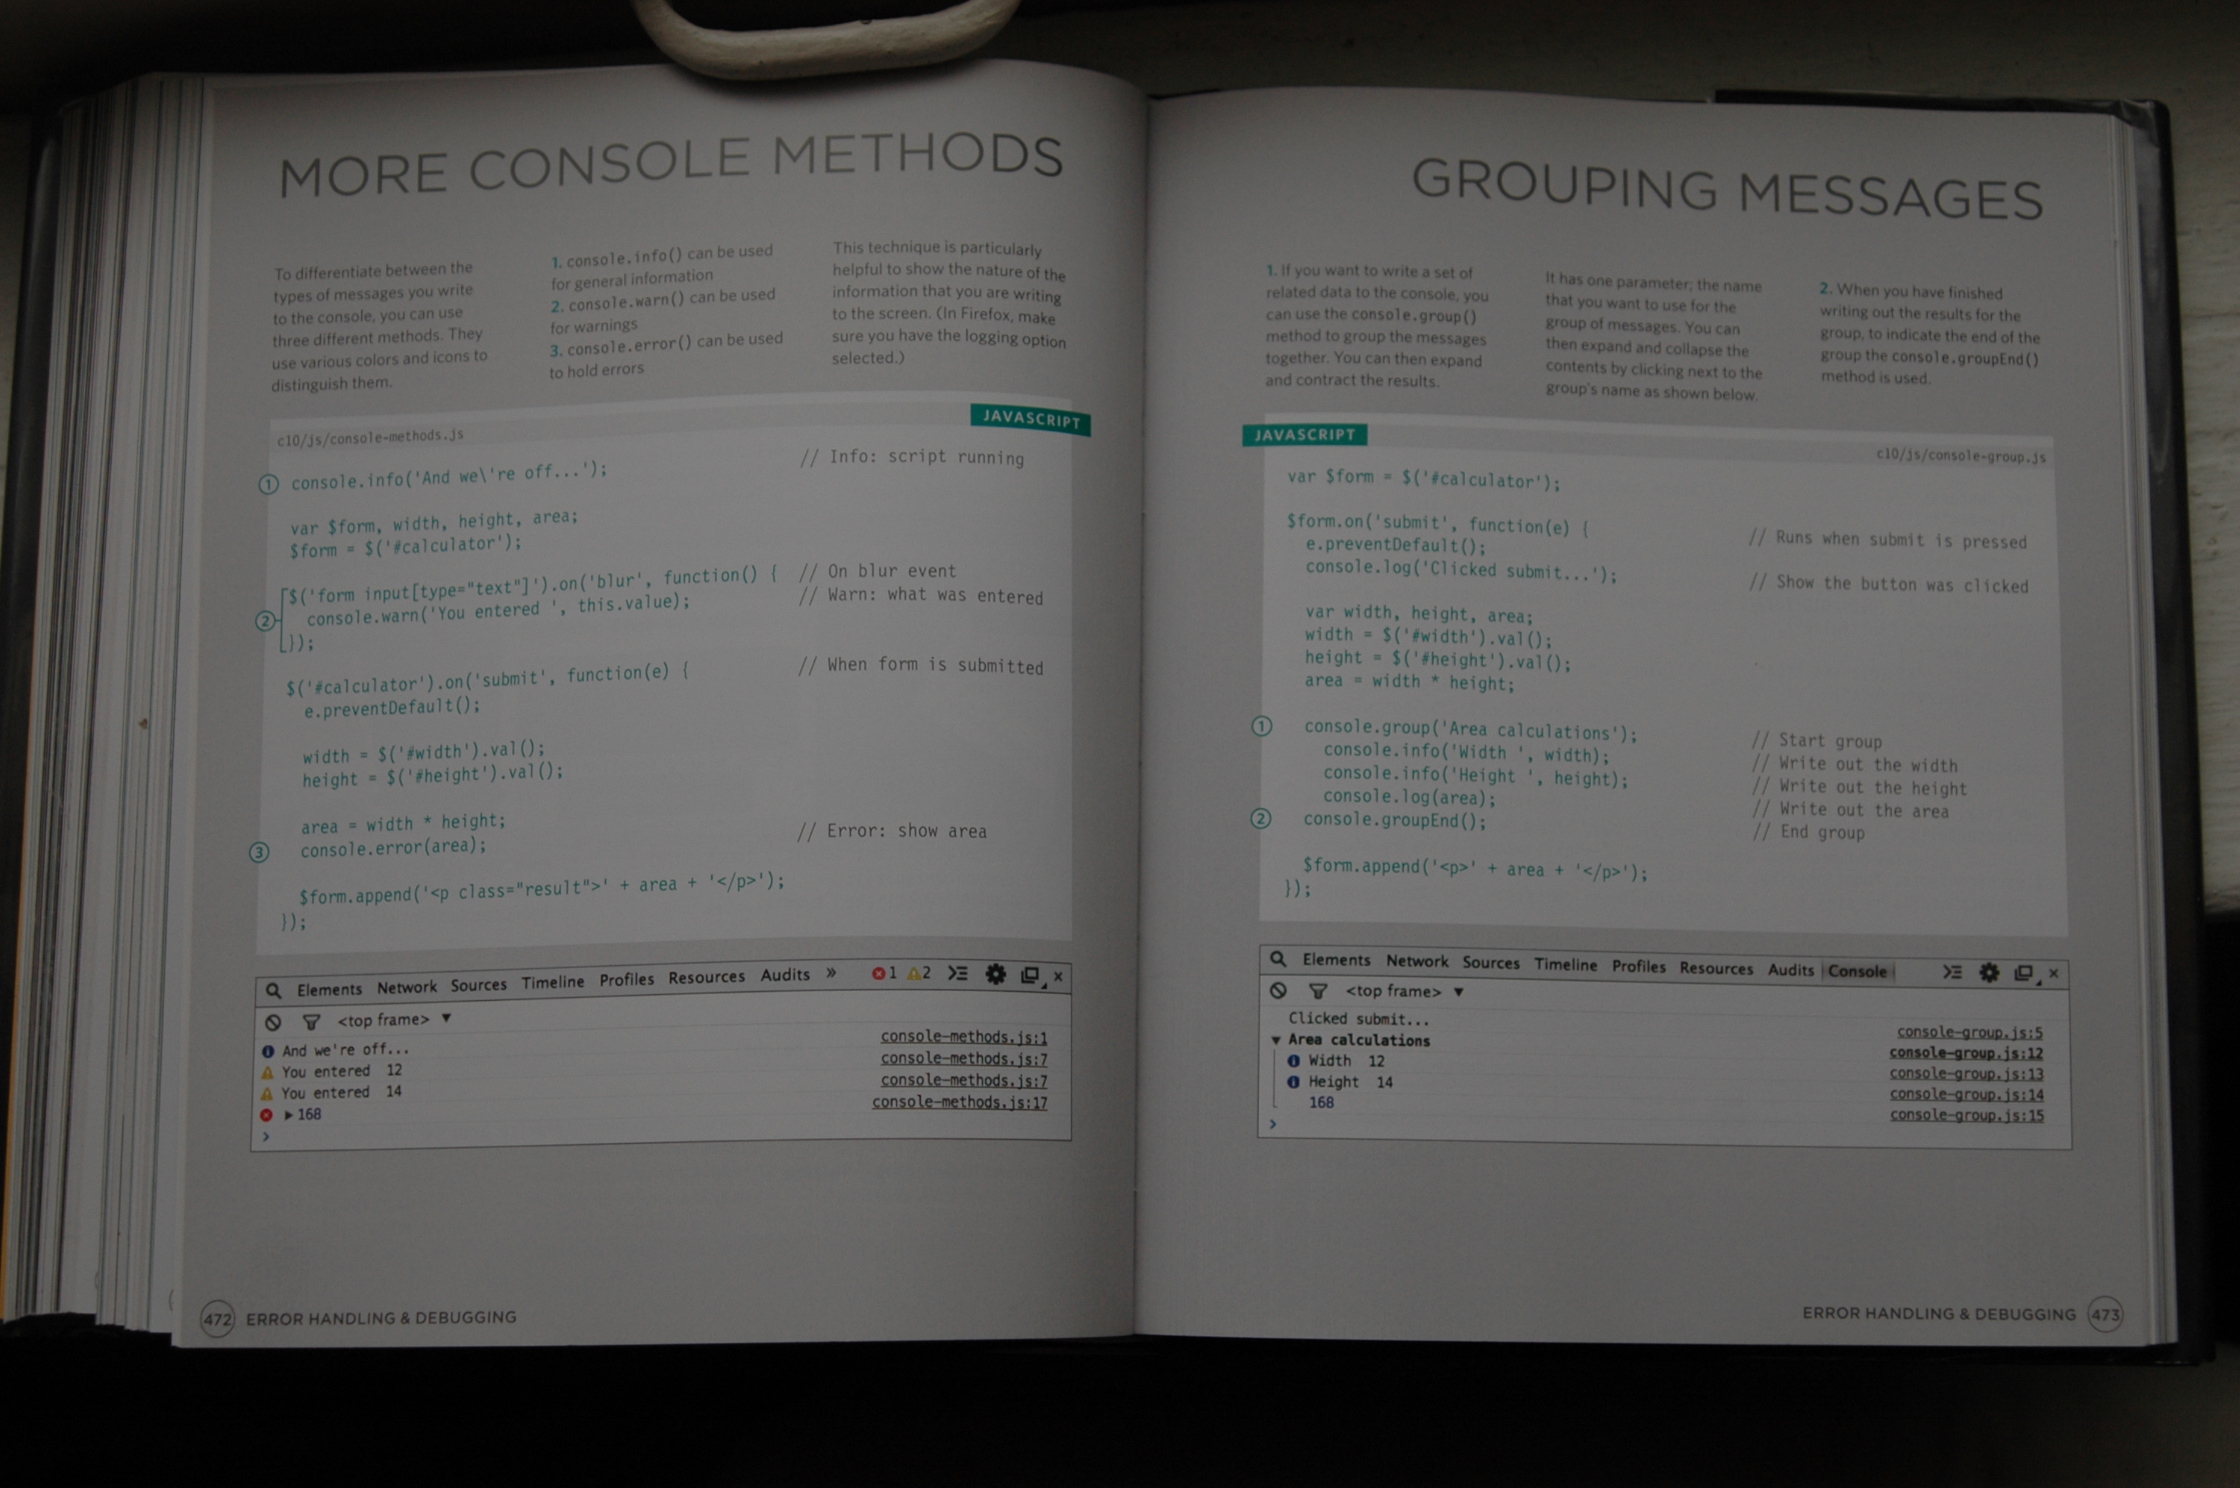 MORE CONSOLE METHODS
To differentiate between the
types of messages you write
to the console, you can use
three different methods. They
use various colors and icons to
distinguish them.
1. console.info() can be used
for general information
2. console.warn() can be used
for warnings
3. console.error() can be used
to hold errors
This technique is particularly
helpful to show the nature of the
information that you are writing
to the screen. (In Firefox, make
sure you have the logging option
selected.)
JAVASCRIPT
c10/js/console-methods.js
① console.info('And we\'re off...'); // Info: script running
var $form, width, height, area;
$form = $('#calculator');
$('form input[type="text"]').on('blur', function() { // On blur event
② console.warn('You entered ', this.value); // Warn: what was entered
});
$('#calculator').on('submit', function(e) { // When form is submitted
e.preventDefault();
width = $('#width').val();
height = $('#height').val();
area = width * height;
③ console.error(area); // Error: show area
$form.append('<p class="result">' + area + '</p>');
});
Elements Network Sources Timeline Profiles Resources Audits » 1 2
<top frame> ▼
And we're off... console-methods.js:1
You entered 12 console-methods.js:7
You entered 14 console-methods.js:7
▶168 console-methods.js:17
>
472 ERROR HANDLING & DEBUGGING
GROUPING MESSAGES
1. If you want to write a set of
related data to the console, you
can use the console.group()
method to group the messages
together. You can then expand
and contract the results.
It has one parameter; the name
that you want to use for the
group of messages. You can
then expand and collapse the
contents by clicking next to the
group's name as shown below.
2. When you have finished
writing out the results for the
group, to indicate the end of the
group the console.groupEnd()
method is used.
JAVASCRIPT
c10/js/console-group.js
var $form = $('#calculator');
$form.on('submit', function(e) { // Runs when submit is pressed
e.preventDefault();
console.log('Clicked submit...'); // Show the button was clicked
var width, height, area;
width = $('#width').val();
height = $('#height').val();
area = width * height;
① console.group('Area calculations'); // Start group
console.info('Width ', width); // Write out the width
console.info('Height ', height); // Write out the height
console.log(area); // Write out the area
② console.groupEnd(); // End group
$form.append('<p>' + area + '</p>');
});
Elements Network Sources Timeline Profiles Resources Audits Console
<top frame> ▼
Clicked submit... console-group.js:5
▼ Area calculations console-group.js:12
Width 12 console-group.js:13
Height 14 console-group.js:14
168 console-group.js:15
>
ERROR HANDLING & DEBUGGING 473